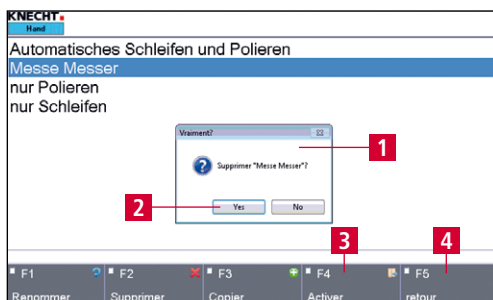 KNECHT
Hand
Automatisches Schleifen und Polieren
Messe Messer
nur Polieren
nur Schleifen
Vraiment?
1
Supprimer "Messe Messer"?
2
Yes
No
3
4
F1
F2
F3
F4
F5
Renommer
Supprimer
Copier
Activer
retour